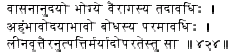 वासनानुदयो भोग्ये वैराग्यस्य तदावधिः ।
अहंभावोदयाभावो बोधस्य परमावधिः ।
लीनवृत्तेरनुत्पत्तिर्मर्यादोपरतेस्तु सा ॥ ४२४॥